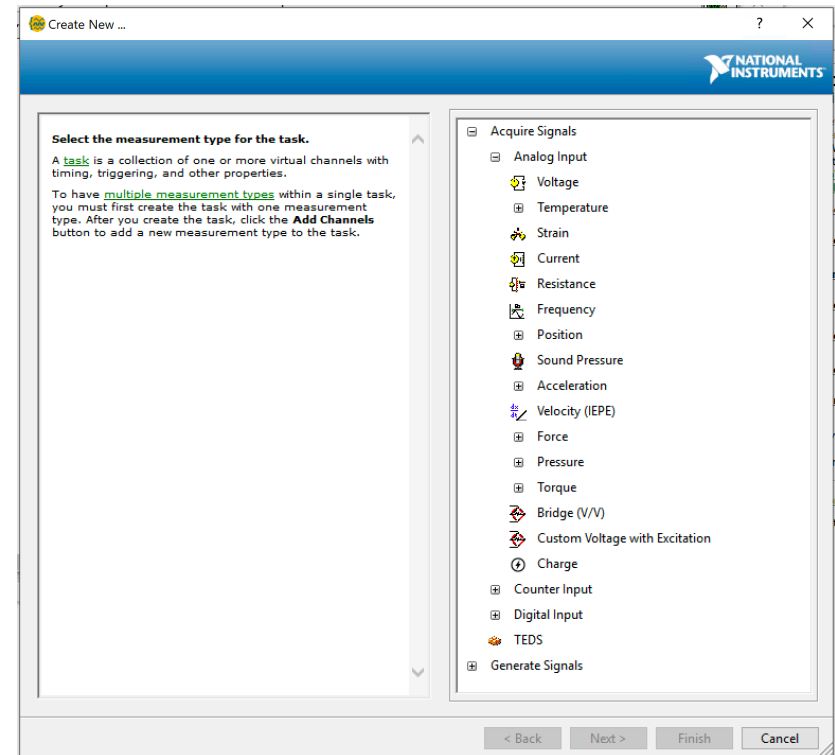 Create New ...
NATIONAL
INSTRUMENTS
Select the measurement type for the task.
A task is a collection of one or more virtual channels with
timing, triggering, and other properties.
To have multiple measurement types within a single task,
you must first create the task with one measurement
type. After you create the task, click the Add Channels
button to add a new measurement type to the task.
Acquire Signals
Analog Input
Voltage
Temperature
Strain
Current
Resistance
Frequency
Position
Sound Pressure
Acceleration
Velocity (IEPE)
Force
Pressure
Torque
Bridge (V/V)
Custom Voltage with Excitation
Charge
Counter Input
Digital Input
TEDS
Generate Signals
< Back Next > Finish Cancel